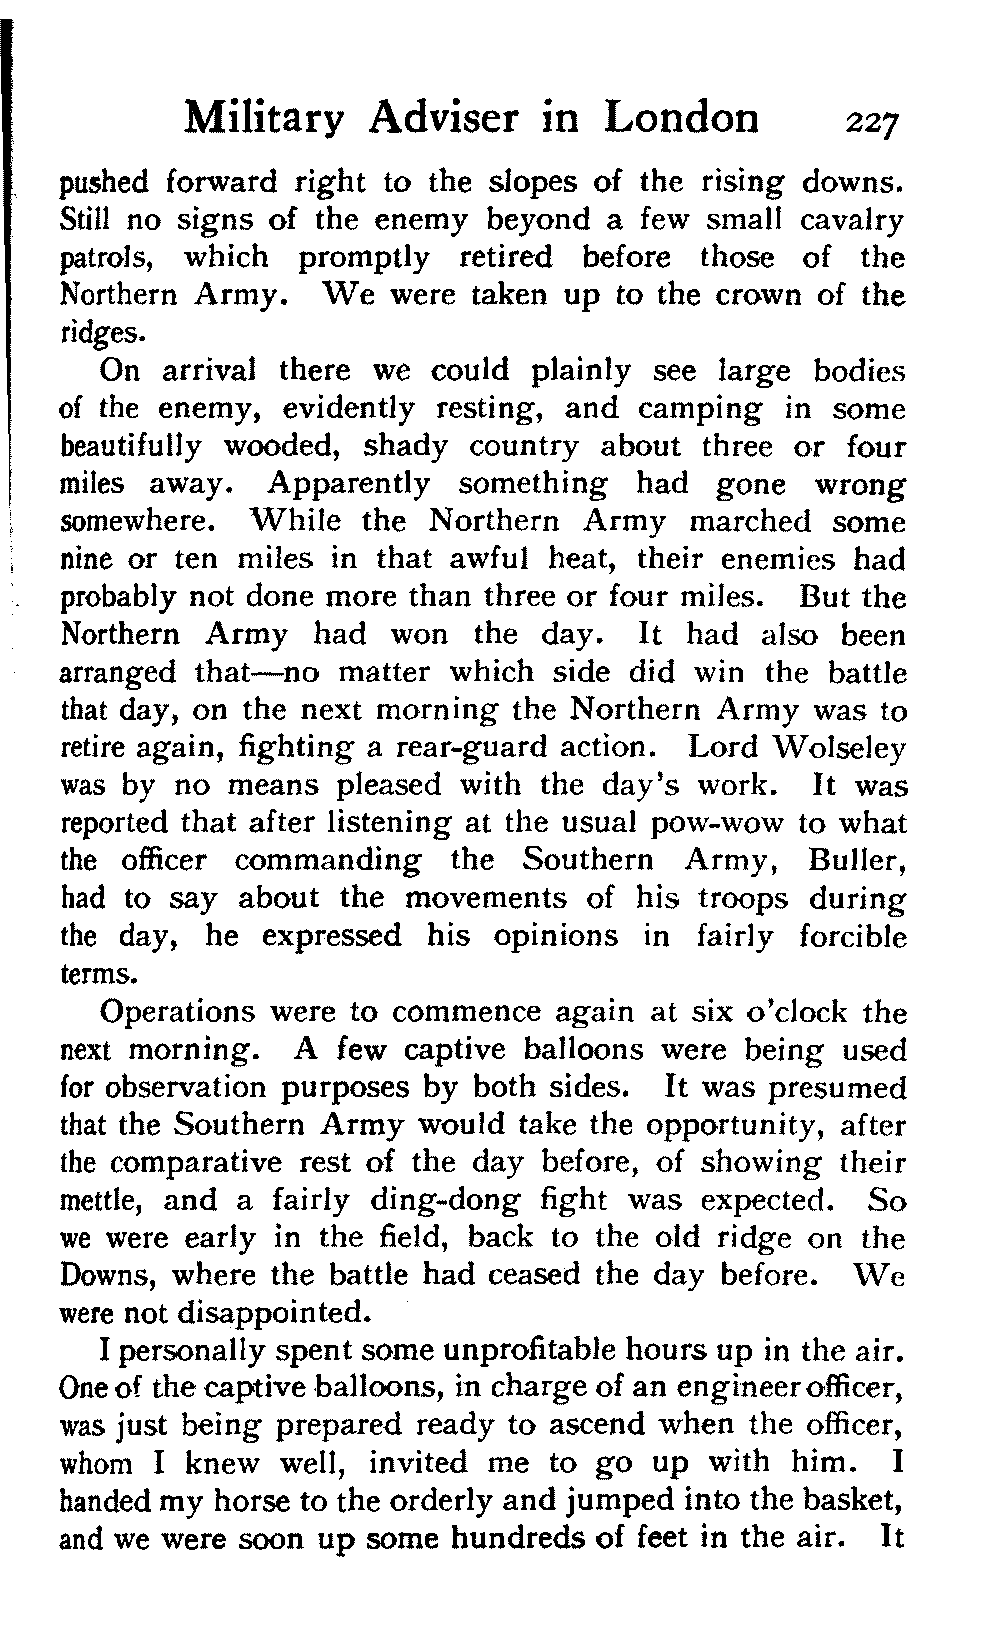 Military Adviser in London 227
pushed forward right to the slopes of the rising downs.
Still no signs of the enemy beyond a few small cavalry
patrols, which promptly retired before those of the
Northern Army. We were taken up to the crown of the
ridges.
On arrival there we could plainly see large bodies
of the enemy, evidently resting, and camping in some
beautifully wooded, shady country about three or four
miles away. Apparently something had gone wrong
somewhere. While the Northern Army marched some
nine or ten miles in that awful heat, their enemies had
probably not done more than three or four miles. But the
Northern Army had won the day. It had also been
arranged that—no matter which side did win the battle
that day, on the next morning the Northern Army was to
retire again, fighting a rear-guard action. Lord Wolseley
was by no means pleased with the day's work. It was
reported that after listening at the usual pow-wow to what
the officer commanding the Southern Army, Buller,
had to say about the movements of his troops during
the day, he expressed his opinions in fairly forcible
terms.
Operations were to commence again at six o'clock the
next morning. A few captive balloons were being used
for observation purposes by both sides. It was presumed
that the Southern Army would take the opportunity, after
the comparative rest of the day before, of showing their
mettle, and a fairly ding-dong fight was expected. So
we were early in the field, back to the old ridge on the
Downs, where the battle had ceased the day before. We
were not disappointed.
I personally spent some unprofitable hours up in the air.
One of the captive balloons, in charge of an engineer officer,
was just being prepared ready to ascend when the officer,
whom I knew well, invited me to go up with him. I
handed my horse to the orderly and jumped into the basket,
and we were soon up some hundreds of feet in the air. It